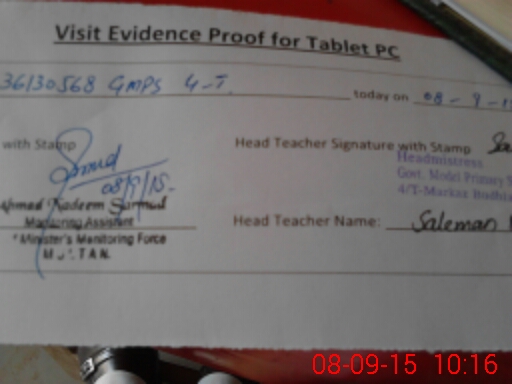 Visit Evidence Proof for Tablet PC
36130568 GMPS 4-T. today on 08-9-15
with Stamp Head Teacher Signature with Stamp
08/9/15-
Headmistress
Govt. Model Primary
4/T-Markaz
Ahmad Nadeem Sarmud
Monitoring Assistant
Head Teacher Name: Saleman
Minister's Monitoring Force
08-09-15 10:16